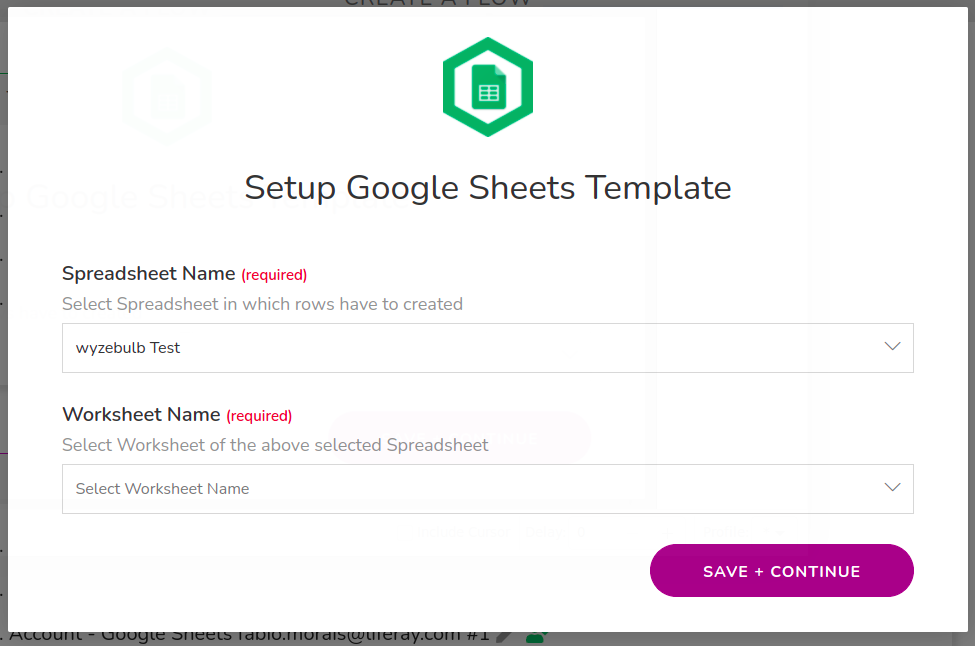 CREATE A FLOW
Setup Google Sheets Template
Spreadsheet Name (required)
Select Spreadsheet in which rows have to created
wyzebulb Test
Worksheet Name (required)
Select Worksheet of the above selected Spreadsheet
Select Worksheet Name
SAVE + CONTINUE
. Account - Google Sheets fabio.morais@liferay.com #1